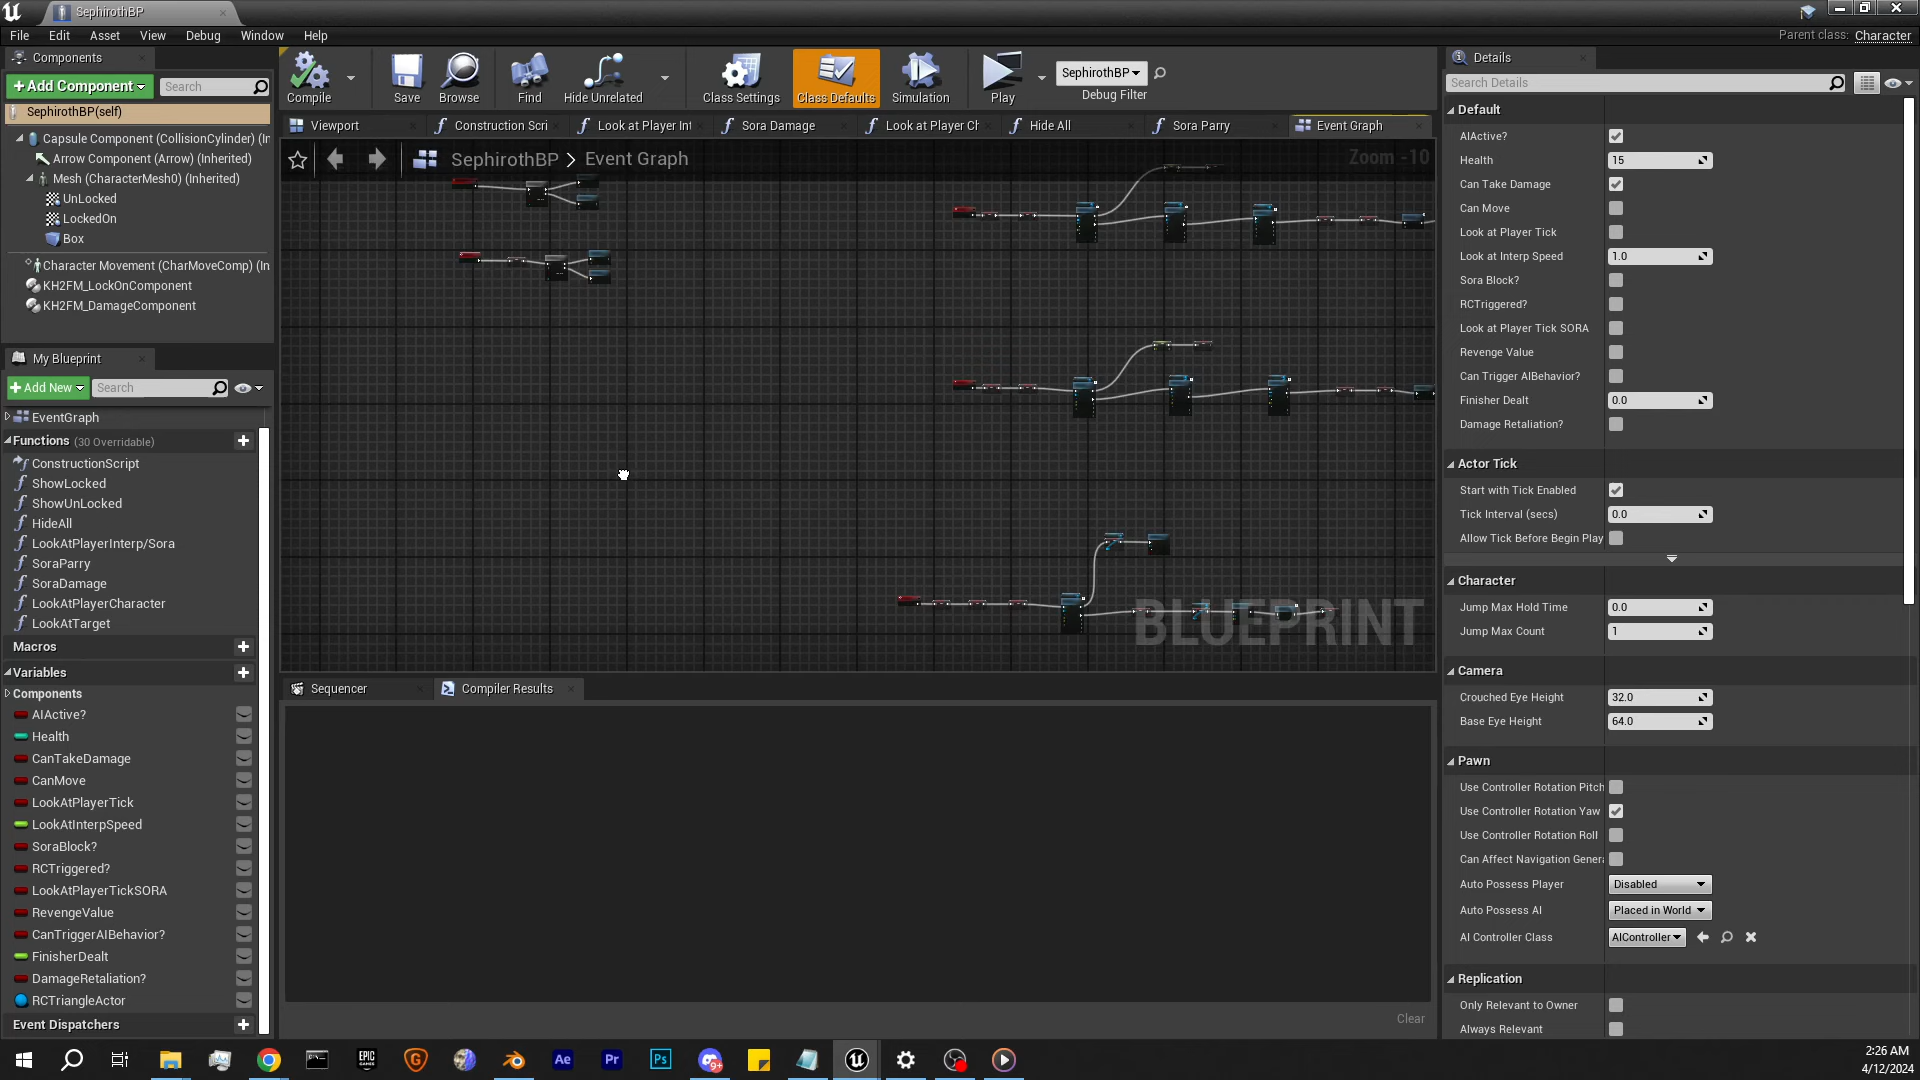 SephirothBP
File Edit Asset View Debug Window Help
Parent class: Character
Components
Add Component
Search
SephirothBP(self)
Capsule Component (CollisionCylinder) (In
Arrow Component (Arrow) (Inherited)
Mesh (CharacterMesh0) (Inherited)
UnLocked
LockedOn
Box
Character Movement (CharMoveComp) (In
KH2FM_LockOnComponent
KH2FM_DamageComponent
My Blueprint
Add New
Search
EventGraph
Functions (30 Overridable)
ConstructionScript
ShowLocked
ShowUnLocked
HideAll
LookAtPlayerInterp/Sora
SoraParry
SoraDamage
LookAtPlayerCharacter
LookAtTarget
Macros
Variables
Components
AIActive?
Health
CanTakeDamage
CanMove
LookAtPlayerTick
LookAtInterpSpeed
SoraBlock?
RCTriggered?
LookAtPlayerTickSORA
RevengeValue
CanTriggerAIBehavior?
FinisherDealt
DamageRetaliation?
RCTriangleActor
Event Dispatchers
Compile
Save
Browse
Find
Hide Unrelated
Class Settings
Class Defaults
Simulation
Play
SephirothBP
Debug Filter
Viewport
Construction Scri
Look at Player Int
Sora Damage
Look at Player Ch
Hide All
Sora Parry
Event Graph
SephirothBP > Event Graph
Zoom -10
BLUEPRINT
Sequencer
Compiler Results
Clear
Details
Search Details
Default
AIActive?
Health 15
Can Take Damage
Can Move
Look at Player Tick
Look at Interp Speed 1.0
Sora Block?
RCTriggered?
Look at Player Tick SORA
Revenge Value
Can Trigger AIBehavior?
Finisher Dealt 0.0
Damage Retaliation?
Actor Tick
Start with Tick Enabled
Tick Interval (secs) 0.0
Allow Tick Before Begin Play
Character
Jump Max Hold Time 0.0
Jump Max Count 1
Camera
Crouched Eye Height 32.0
Base Eye Height 64.0
Pawn
Use Controller Rotation Pitch
Use Controller Rotation Yaw
Use Controller Rotation Roll
Can Affect Navigation Genera
Auto Possess Player Disabled
Auto Possess AI Placed in World
AI Controller Class AIController
Replication
Only Relevant to Owner
Always Relevant
EPIC
GAMES
Ae
Pr
Ps
9+
2:26 AM
4/12/2024